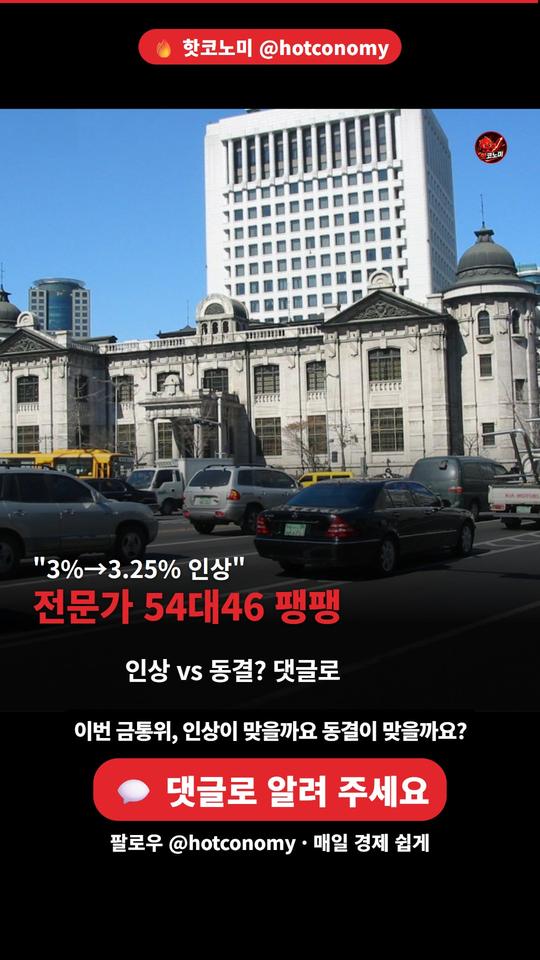 핫코노미 @hotconomy
코노미
"3%→3.25% 인상"
전문가 54대46 팽팽
인상 vs 동결? 댓글로
이번 금통위, 인상이 맞을까요 동결이 맞을까요?
댓글로 알려 주세요
팔로우 @hotconomy · 매일 경제 쉽게